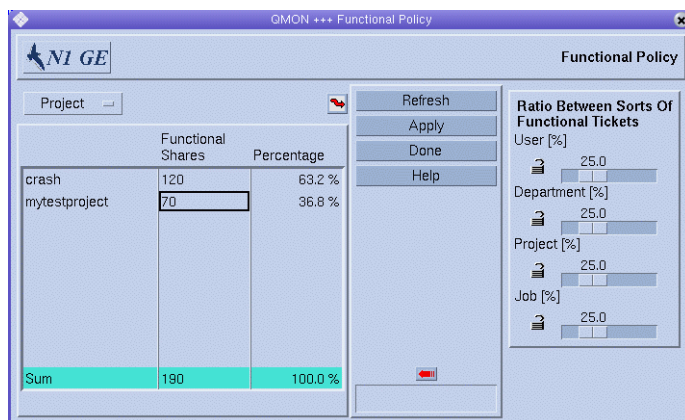 QMON +++ Functional Policy
N1 GE
Functional Policy
Project
Functional Shares
Percentage
crash 120 63.2 %
mytestproject 70 36.8 %
Sum 190 100.0 %
Refresh
Apply
Done
Help
Ratio Between Sorts Of
Functional Tickets
User [%]
25.0
Department [%]
25.0
Project [%]
25.0
Job [%]
25.0